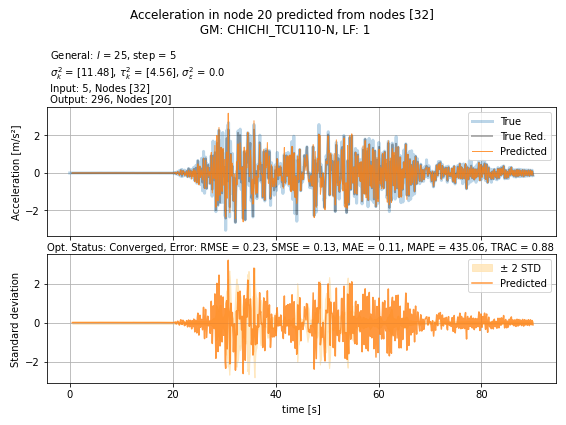 Acceleration in node 20 predicted from nodes [32]
GM: CHICHI_TCU110-N, LF: 1
General: l = 25, step = 5
σ²ₖ = [11.48], τ²ₖ = [4.56], σ²ε = 0.0
Input: 5, Nodes [32]
Output: 296, Nodes [20]
Acceleration [m/s²]
2
0
−2
True
True Red.
Predicted
Opt. Status: Converged, Error: RMSE = 0.23, SMSE = 0.13, MAE = 0.11, MAPE = 435.06, TRAC = 0.88
Standard deviation
2
0
−2
± 2 STD
Predicted
0 20 40 60 80
time [s]